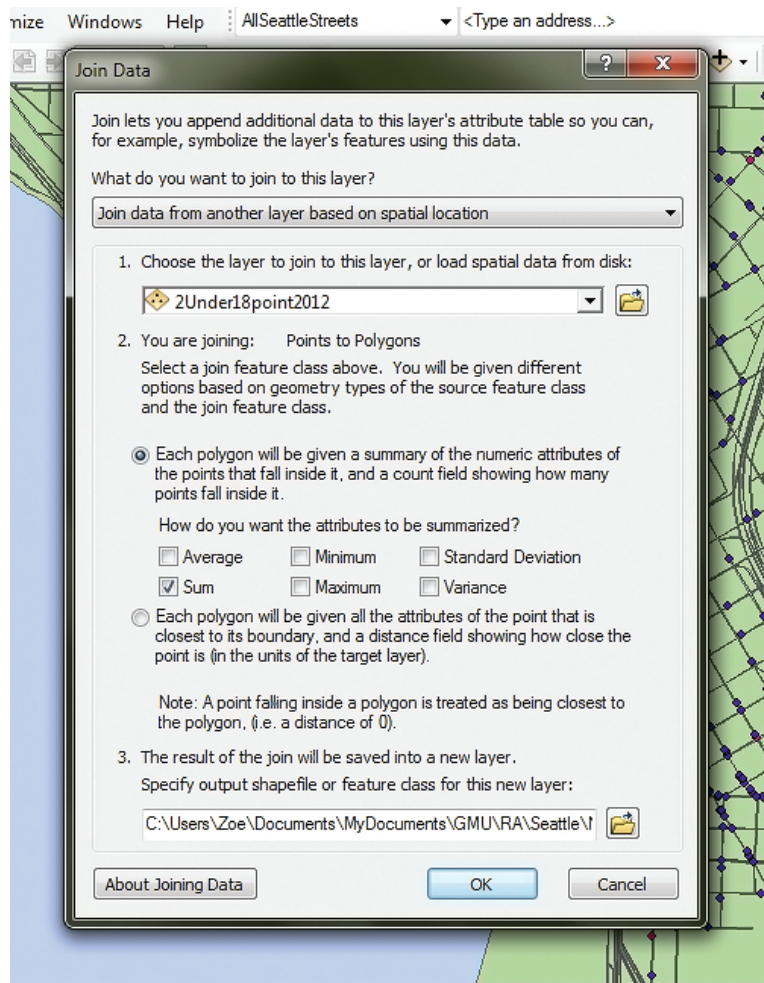 mize Windows Help AllSeattleStreets <Type an address...>
Join Data
Join lets you append additional data to this layer's attribute table so you can,
for example, symbolize the layer's features using this data.
What do you want to join to this layer?
Join data from another layer based on spatial location
1. Choose the layer to join to this layer, or load spatial data from disk:
2Under18point2012
2. You are joining: Points to Polygons
Select a join feature class above. You will be given different
options based on geometry types of the source feature class
and the join feature class.
Each polygon will be given a summary of the numeric attributes of
the points that fall inside it, and a count field showing how many
points fall inside it.
How do you want the attributes to be summarized?
Average Minimum Standard Deviation
Sum Maximum Variance
Each polygon will be given all the attributes of the point that is
closest to its boundary, and a distance field showing how close the
point is (in the units of the target layer).
Note: A point falling inside a polygon is treated as being closest to
the polygon, (i.e. a distance of 0).
3. The result of the join will be saved into a new layer.
Specify output shapefile or feature class for this new layer:
C:\Users\Zoe\Documents\MyDocuments\GMU\RA\Seattle\
About Joining Data OK Cancel